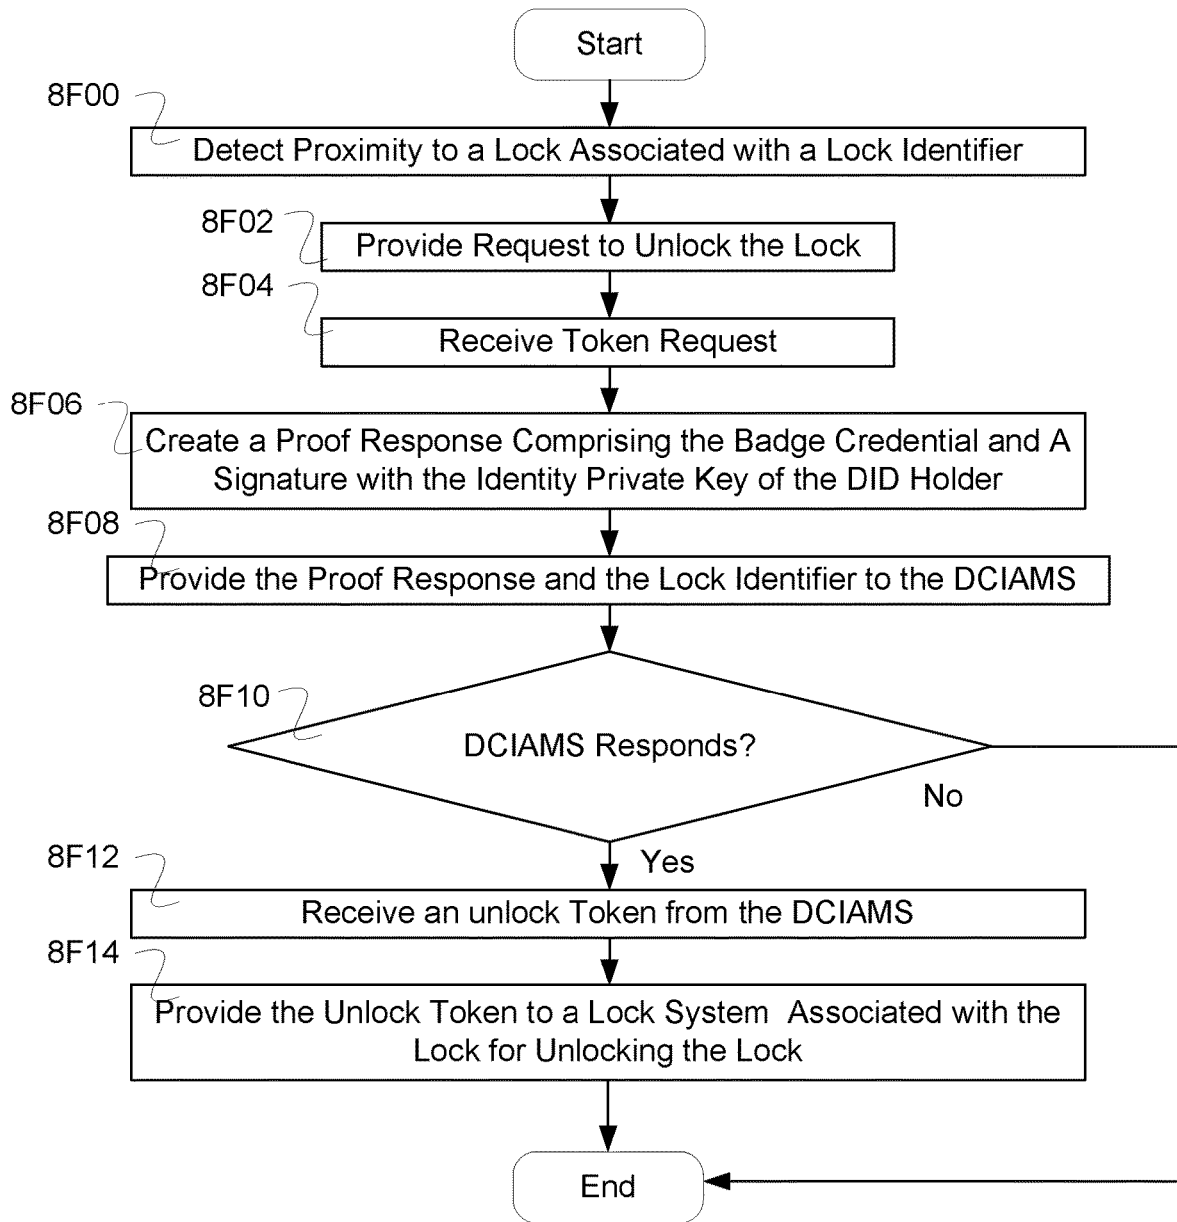 Start
8F00
Detect Proximity to a Lock Associated with a Lock Identifier
8F02
Provide Request to Unlock the Lock
8F04
Receive Token Request
8F06
Create a Proof Response Comprising the Badge Credential and A
Signature with the Identity Private Key of the DID Holder
8F08
Provide the Proof Response and the Lock Identifier to the DCIAMS
8F10
DCIAMS Responds?
No
Yes
8F12
Receive an unlock Token from the DCIAMS
8F14
Provide the Unlock Token to a Lock System Associated with the
Lock for Unlocking the Lock
End